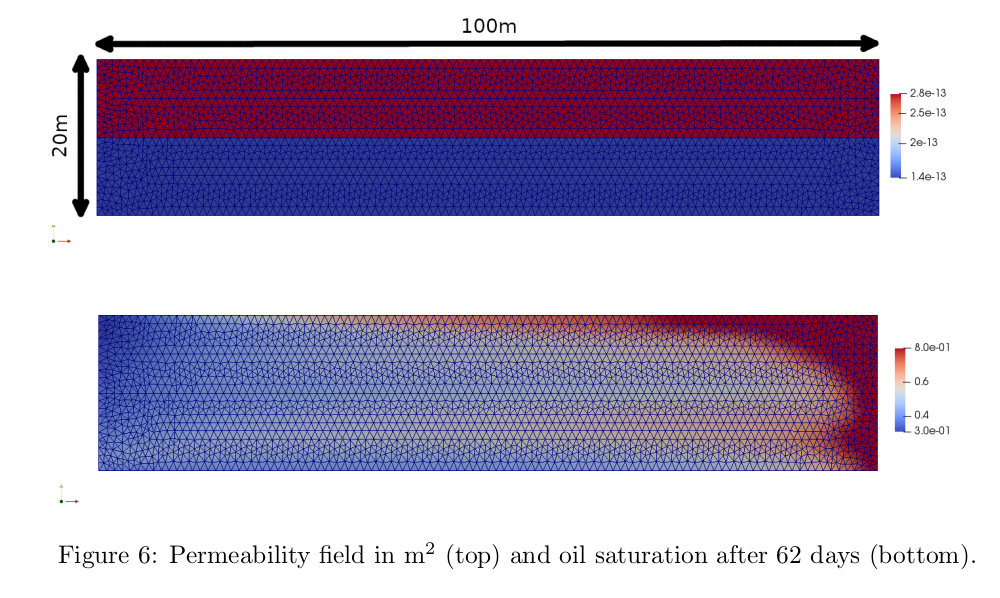 100m
20m
2.8e-13
2.5e-13
2e-13
1.4e-13
8.0e-01
0.6
0.4
3.0e-01
Figure 6: Permeability field in m² (top) and oil saturation after 62 days (bottom).